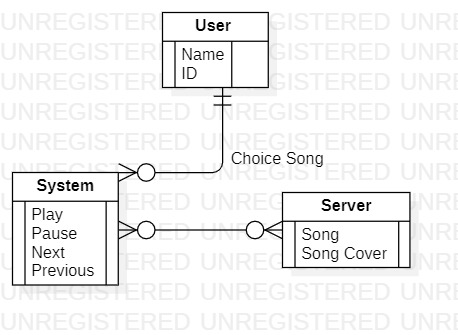 User
Name
ID
Choice Song
System
Play
Pause
Next
Previous
Server
Song
Song Cover
UNREGISTERED UNREGISTERED UNREGISTERED